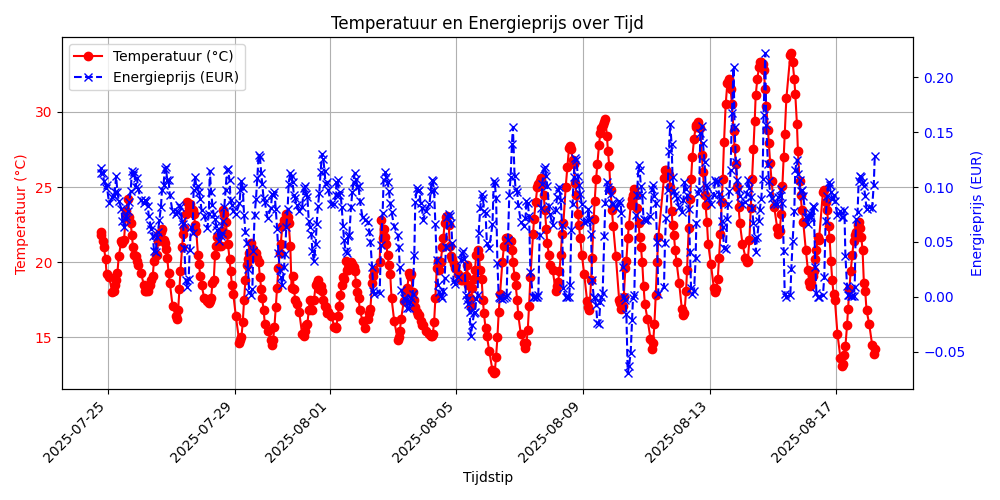 Temperatuur en Energieprijs over Tijd
Temperatuur (°C)
Energieprijs (EUR)
Temperatuur (°C)
30
25
20
15
0.20
0.15
0.10
0.05
0.00
−0.05
Energieprijs (EUR)
2025-07-25
2025-07-29
2025-08-01
2025-08-05
2025-08-09
2025-08-13
2025-08-17
Tijdstip